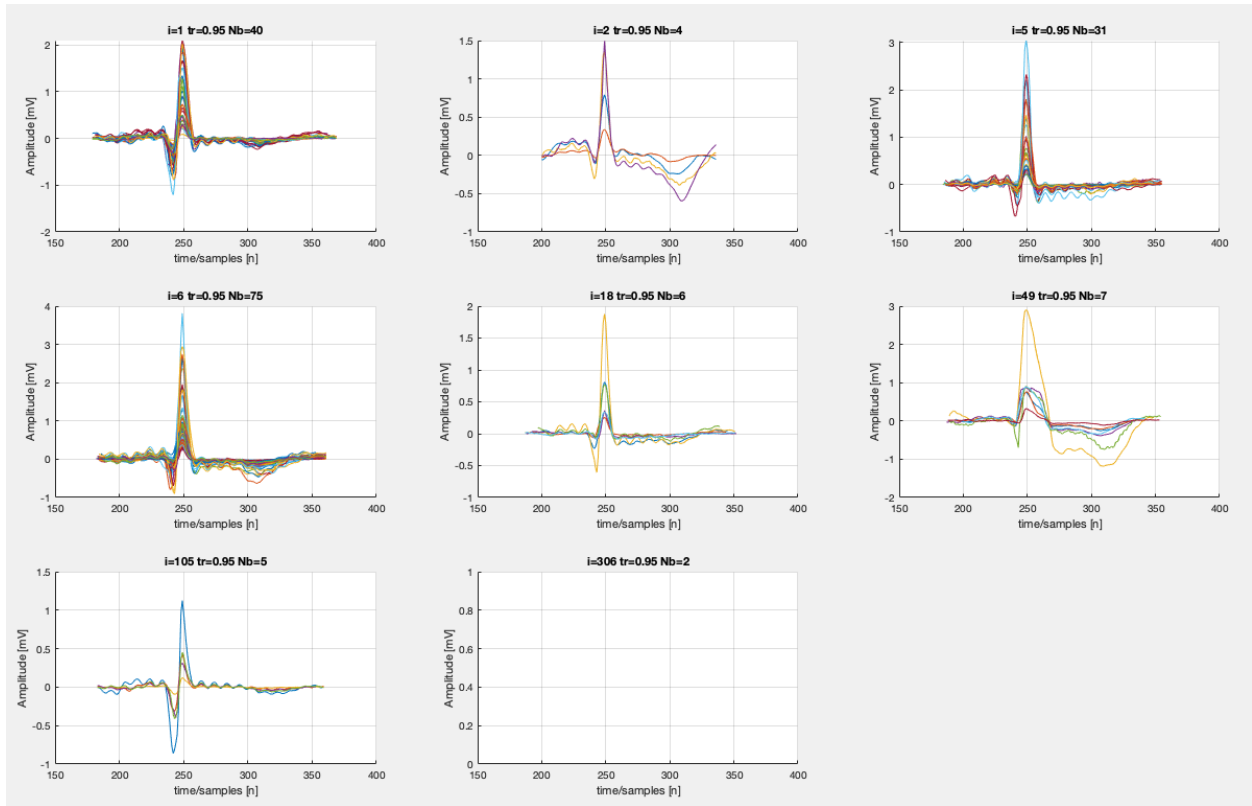 i=1 tr=0.95 Nb=40
2
1
0
-1
-2
Amplitude [mV]
150 200 250 300 350 400
time/samples [n]
i=2 tr=0.95 Nb=4
1.5
1
0.5
0
-0.5
-1
Amplitude [mV]
150 200 250 300 350 400
time/samples [n]
i=5 tr=0.95 Nb=31
3
2
1
0
-1
Amplitude [mV]
150 200 250 300 350 400
time/samples [n]
i=6 tr=0.95 Nb=75
4
3
2
1
0
-1
Amplitude [mV]
150 200 250 300 350 400
time/samples [n]
i=18 tr=0.95 Nb=6
2
1.5
1
0.5
0
-0.5
-1
Amplitude [mV]
150 200 250 300 350 400
time/samples [n]
i=49 tr=0.95 Nb=7
3
2
1
0
-1
-2
Amplitude [mV]
150 200 250 300 350 400
time/samples [n]
i=105 tr=0.95 Nb=5
1.5
1
0.5
0
-0.5
-1
Amplitude [mV]
150 200 250 300 350 400
time/samples [n]
i=306 tr=0.95 Nb=2
1
0.8
0.6
0.4
0.2
0
Amplitude [mV]
150 200 250 300 350 400
time/samples [n]